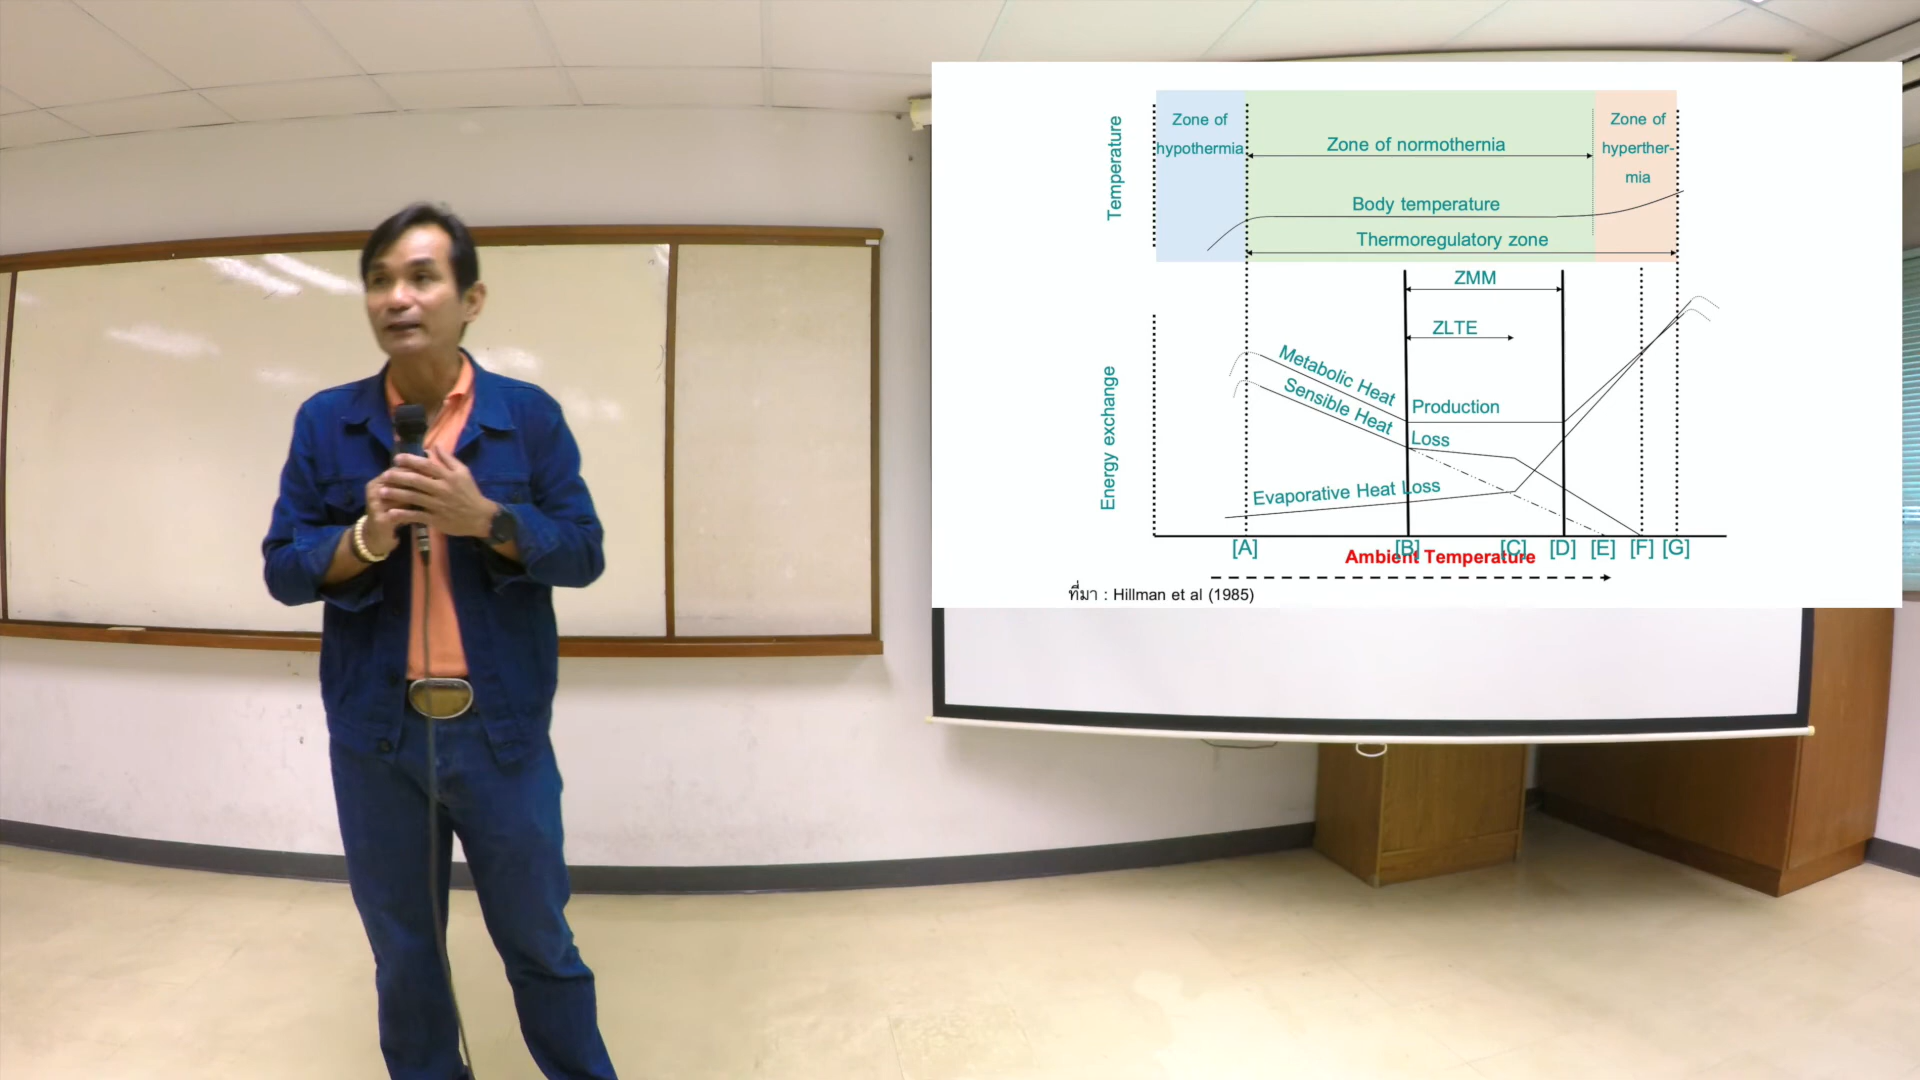 Temperature
Zone of
hypothermia
Zone of normothernia
Zone of
hyperther-
mia
Body temperature
Thermoregulatory zone
ZMM
ZLTE
Energy exchange
Metabolic Heat
Production
Sensible Heat
Loss
Evaporative Heat Loss
[A] [B] [C] [D] [E] [F] [G]
Ambient Temperature
ที่มา : Hillman et al (1985)